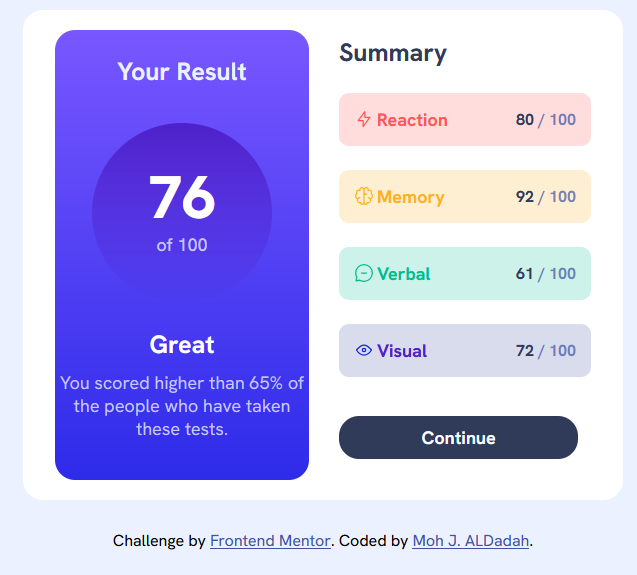 Your Result
76
of 100
Great
You scored higher than 65% of
the people who have taken
these tests.
Summary
Reaction 80 / 100
Memory 92 / 100
Verbal 61 / 100
Visual 72 / 100
Continue
Challenge by Frontend Mentor. Coded by Moh J. ALDadah.